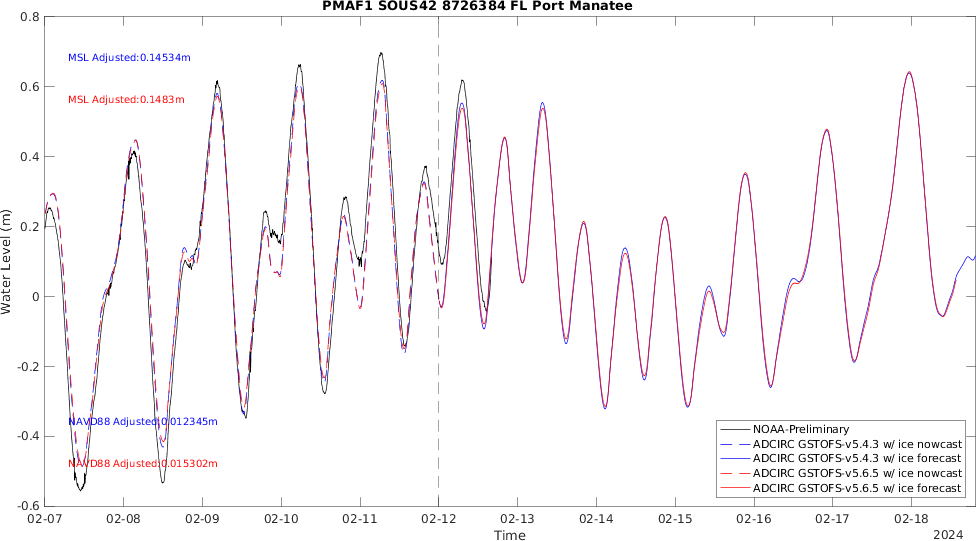 PMAF1 SOUS42 8726384 FL Port Manatee
0.8
0.6
0.4
0.2
0
-0.2
-0.4
-0.6
Water Level (m)
MSL Adjusted:0.14534m
MSL Adjusted:0.1483m
NAVD88 Adjusted:0.012345m
NAVD88 Adjusted:0.015302m
NOAA-Preliminary
ADCIRC GSTOFS-v5.4.3 w/ ice nowcast
ADCIRC GSTOFS-v5.4.3 w/ ice forecast
ADCIRC GSTOFS-v5.6.5 w/ ice nowcast
ADCIRC GSTOFS-v5.6.5 w/ ice forecast
02-07 02-08 02-09 02-10 02-11 02-12 02-13 02-14 02-15 02-16 02-17 02-18
Time
2024